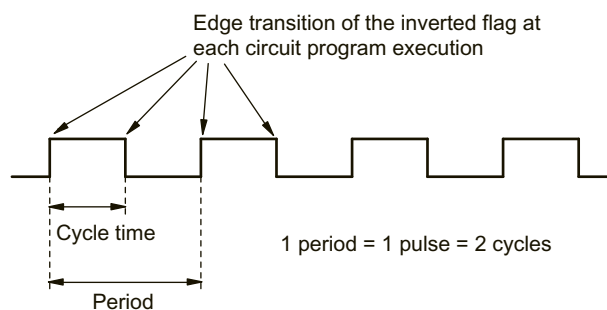 Edge transition of the inverted flag at
each circuit program execution
Cycle time
1 period = 1 pulse = 2 cycles
Period